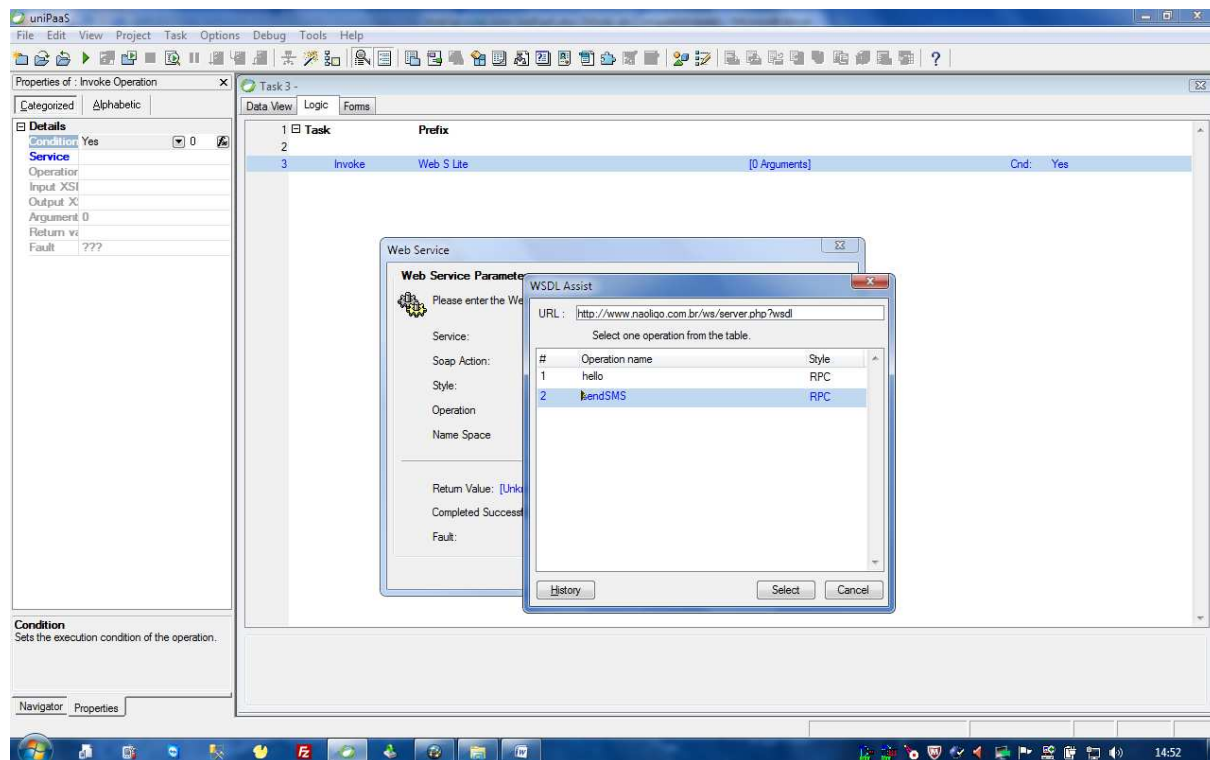 uniPaaS
File Edit View Project Task Options Debug Tools Help
Properties of : Invoke Operation
Categorized Alphabetic
Details
Condition Yes 0
Service
Operation
Input XS
Output X
Argument 0
Return va
Fault ???
Condition
Sets the execution condition of the operation.
Navigator Properties
Task 3 -
Data View Logic Forms
1 Task Prefix
2
3 Invoke Web S Lite [0 Arguments] Cnd: Yes
Web Service
Web Service Paramete
Please enter the We
Service:
Soap Action:
Style:
Operation
Name Space
Return Value: [Unk
Completed Successf
Fault:
WSDL Assist
URL : http://www.naoligo.com.br/ws/server.php?wsdl
Select one operation from the table.
# Operation name Style
1 hello RPC
2 sendSMS RPC
History Select Cancel
14:52